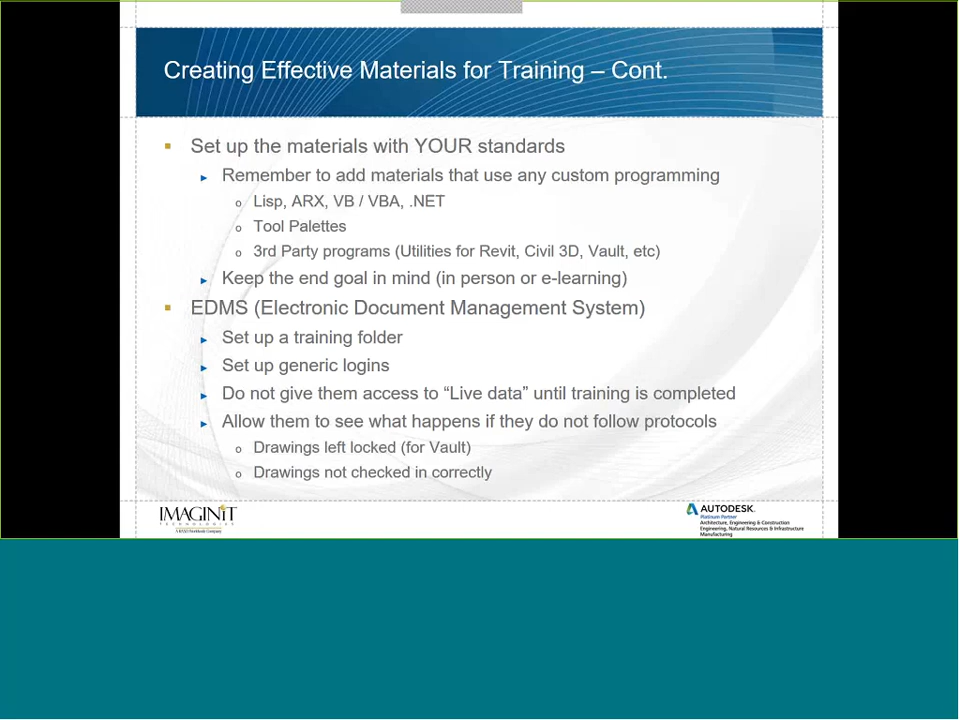 Creating Effective Materials for Training – Cont.
Set up the materials with YOUR standards
Remember to add materials that use any custom programming
Lisp, ARX, VB / VBA, .NET
Tool Palettes
3rd Party programs (Utilities for Revit, Civil 3D, Vault, etc)
Keep the end goal in mind (in person or e-learning)
EDMS (Electronic Document Management System)
Set up a training folder
Set up generic logins
Do not give them access to “Live data” until training is completed
Allow them to see what happens if they do not follow protocols
Drawings left locked (for Vault)
Drawings not checked in correctly
IMAGINiT
TECHNOLOGIES
A RAND Worldwide Company
AUTODESK.
Platinum Partner
Architecture, Engineering & Construction
Engineering, Natural Resources & Infrastructure
Manufacturing